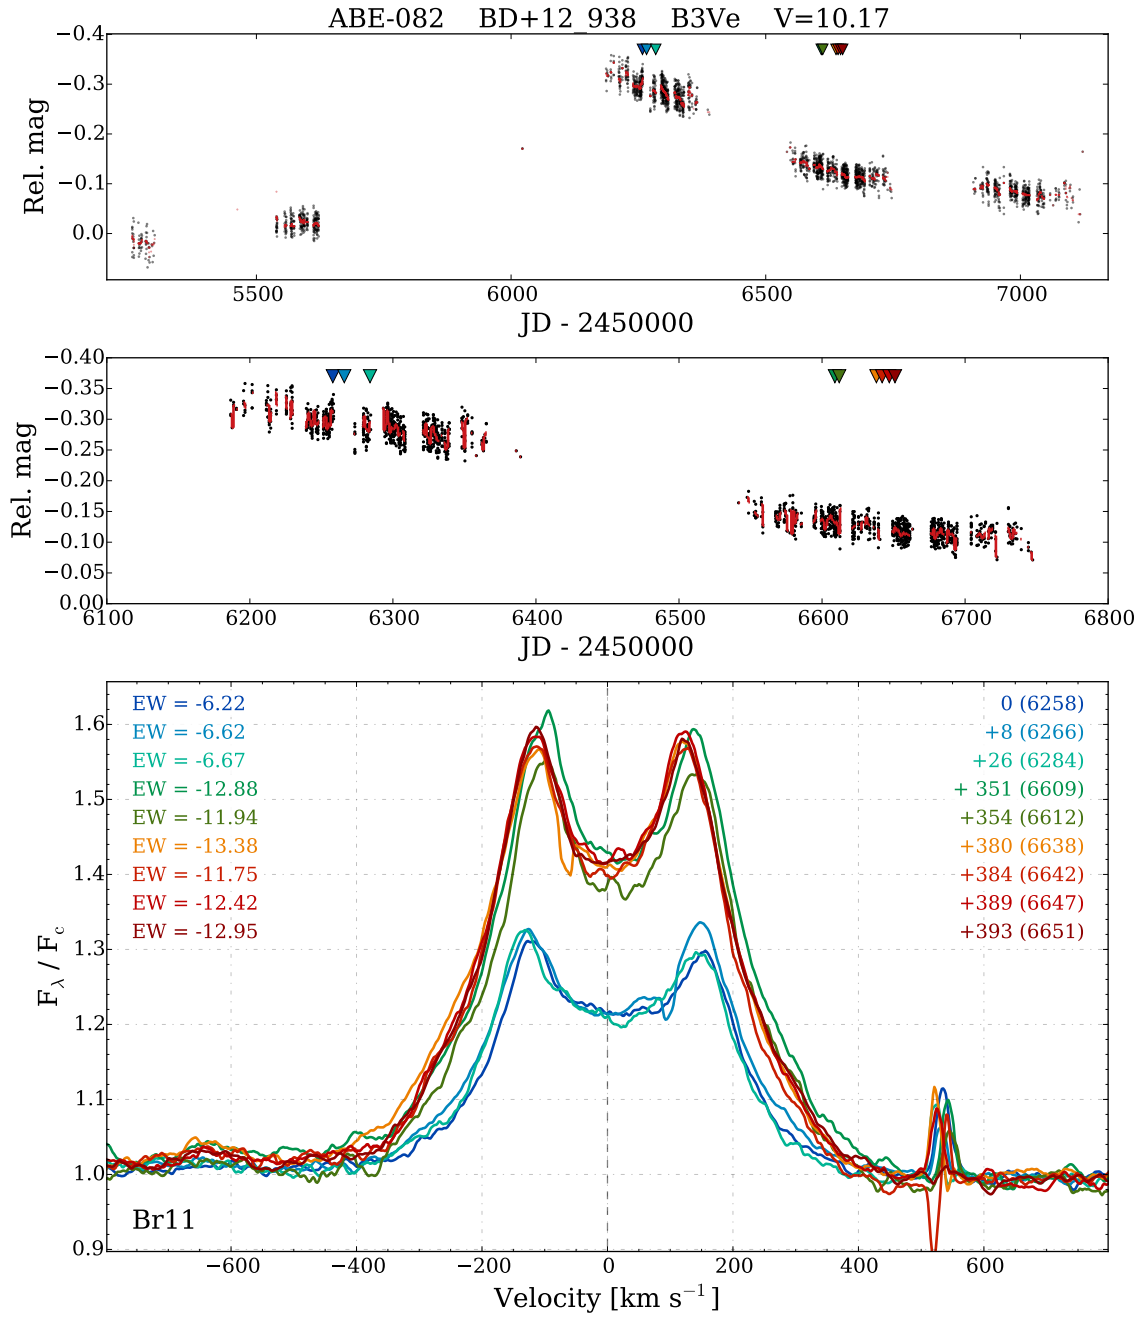 ABE-082 BD+12_938 B3Ve V=10.17
−0.4
−0.3
−0.2
−0.1
0.0
Rel. mag
5500 6000 6500 7000
JD - 2450000
−0.40
−0.35
−0.30
−0.25
−0.20
−0.15
−0.10
−0.05
0.00
Rel. mag
6100 6200 6300 6400 6500 6600 6700 6800
JD - 2450000
EW = -6.22 0 (6258)
EW = -6.62 +8 (6266)
EW = -6.67 +26 (6284)
EW = -12.88 + 351 (6609)
EW = -11.94 +354 (6612)
EW = -13.38 +380 (6638)
EW = -11.75 +384 (6642)
EW = -12.42 +389 (6647)
EW = -12.95 +393 (6651)
1.6
1.5
1.4
1.3
1.2
1.1
1.0
0.9
F_λ / F_c
Br11
−600 −400 −200 0 200 400 600
Velocity [km s⁻¹]